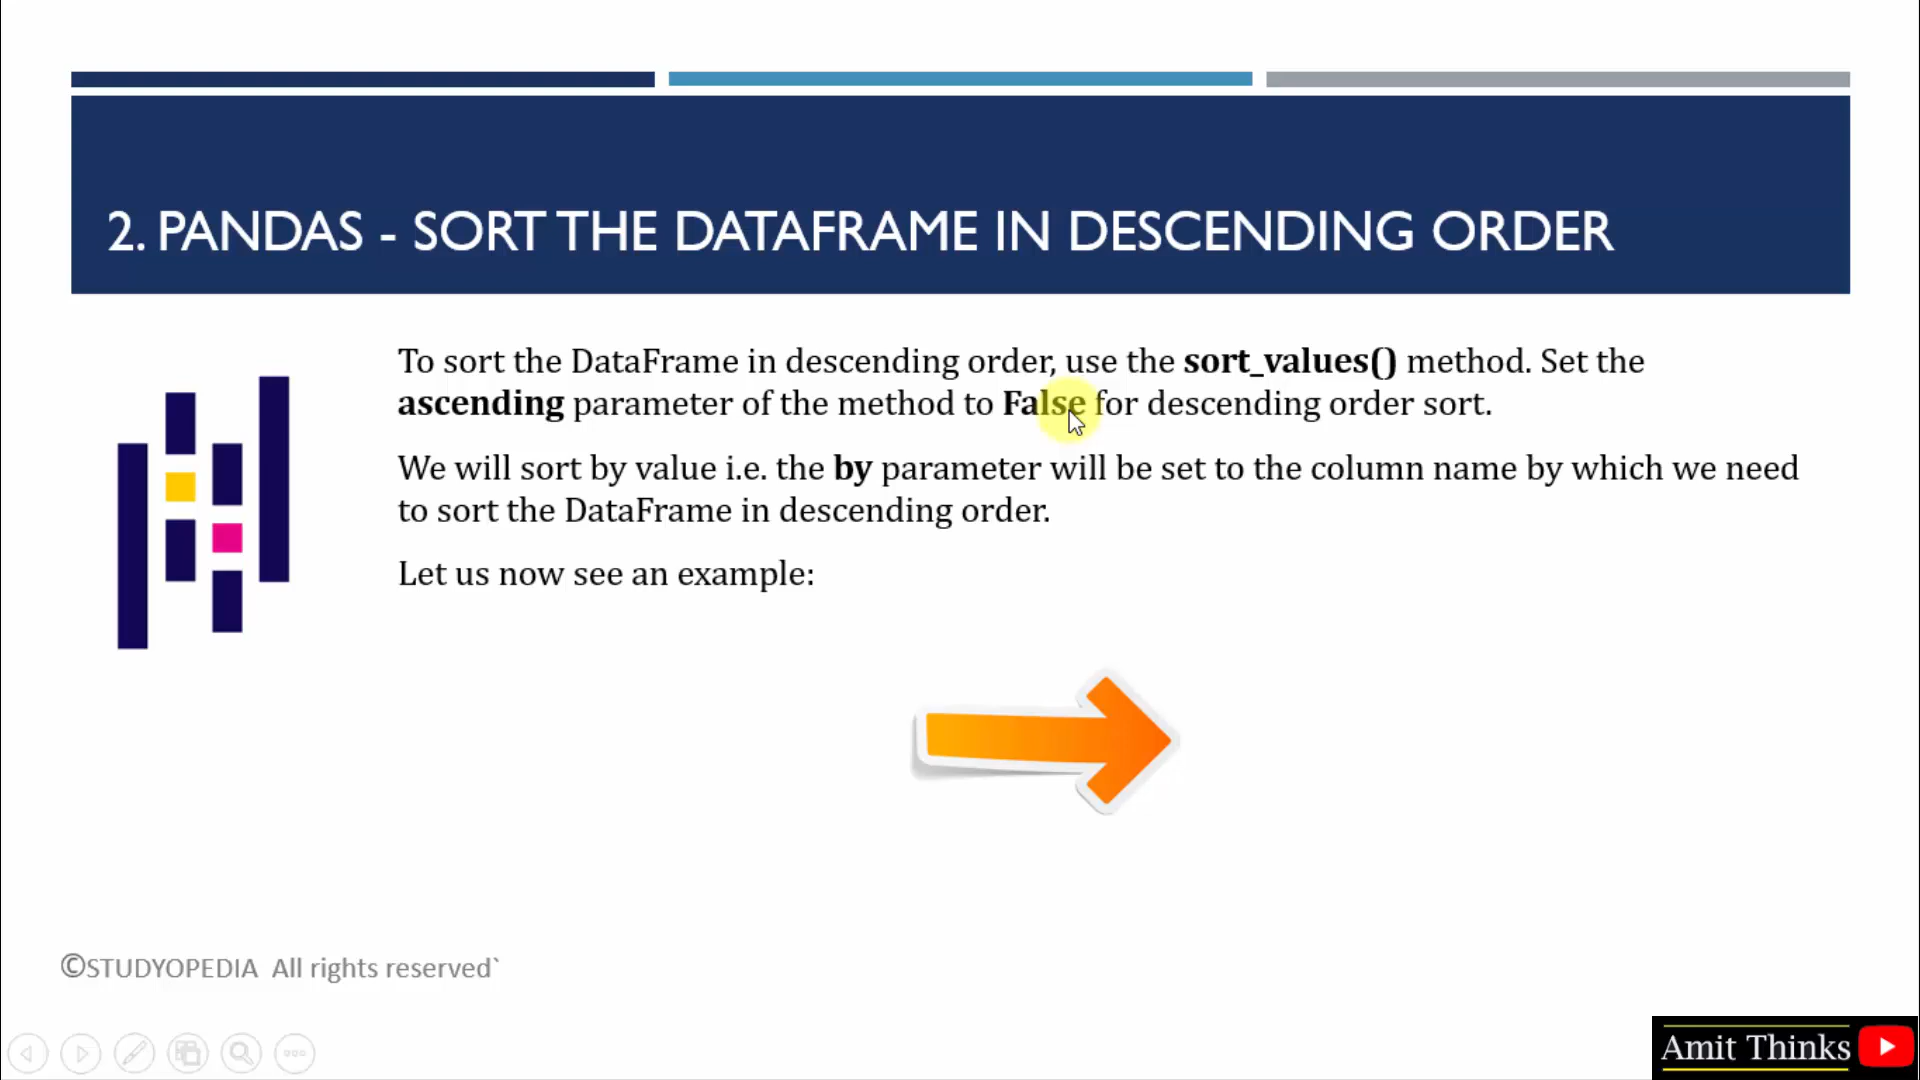 2. PANDAS - SORT THE DATAFRAME IN DESCENDING ORDER
To sort the DataFrame in descending order, use the sort_values() method. Set the
ascending parameter of the method to False for descending order sort.
We will sort by value i.e. the by parameter will be set to the column name by which we need
to sort the DataFrame in descending order.
Let us now see an example:
©STUDYOPEDIA All rights reserved`
Amit Thinks